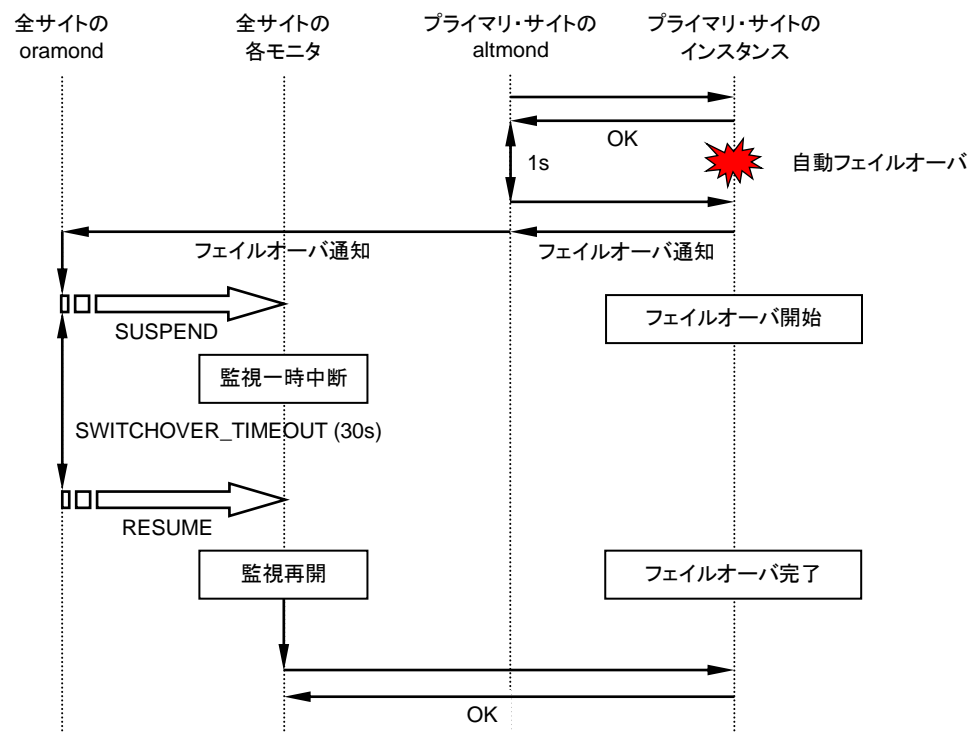 全サイトの
oramond
全サイトの
各モニタ
プライマリ・サイトの
altmond
プライマリ・サイトの
インスタンス
OK
1s
自動フェイルオーバ
フェイルオーバ通知
フェイルオーバ通知
SUSPEND
フェイルオーバ開始
監視一時中断
SWITCHOVER_TIMEOUT (30s)
RESUME
監視再開
フェイルオーバ完了
OK